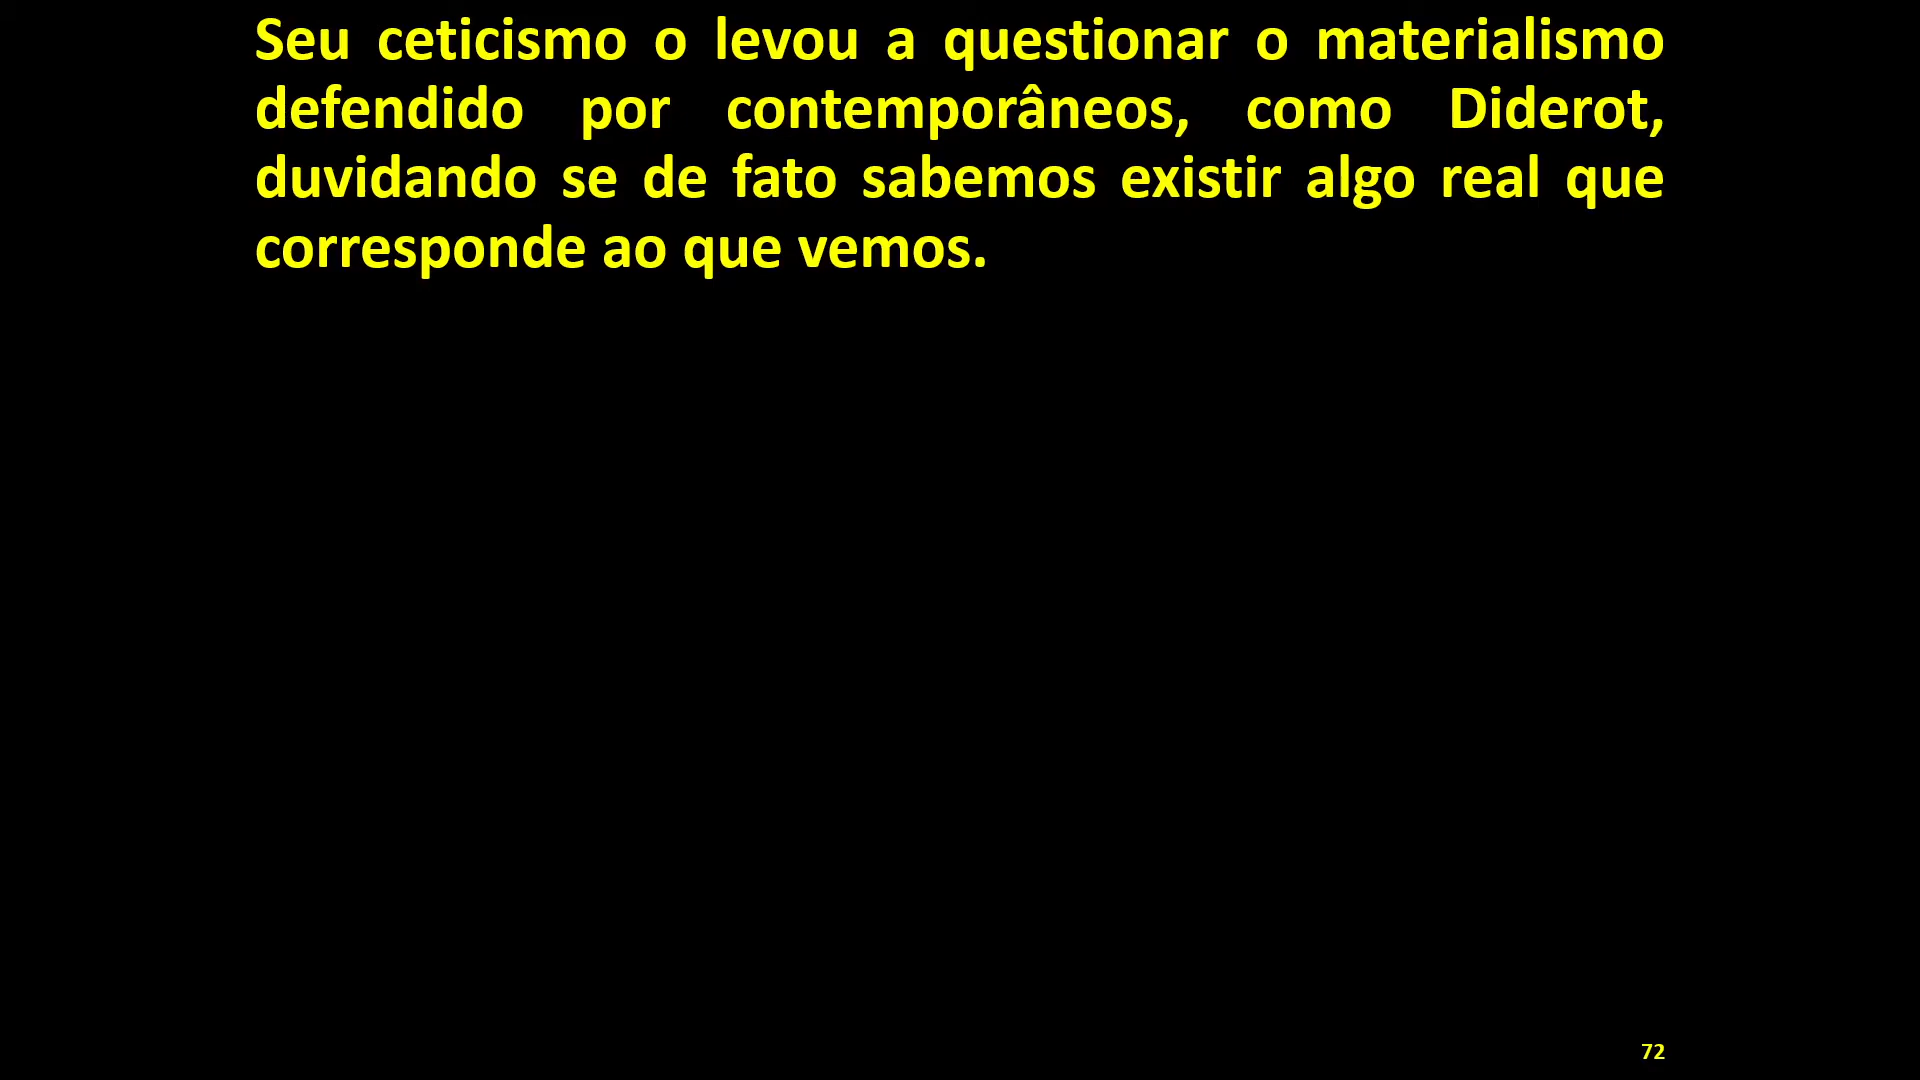 Seu ceticismo o levou a questionar o materialismo
defendido por contemporâneos, como Diderot,
duvidando se de fato sabemos existir algo real que
corresponde ao que vemos.
72